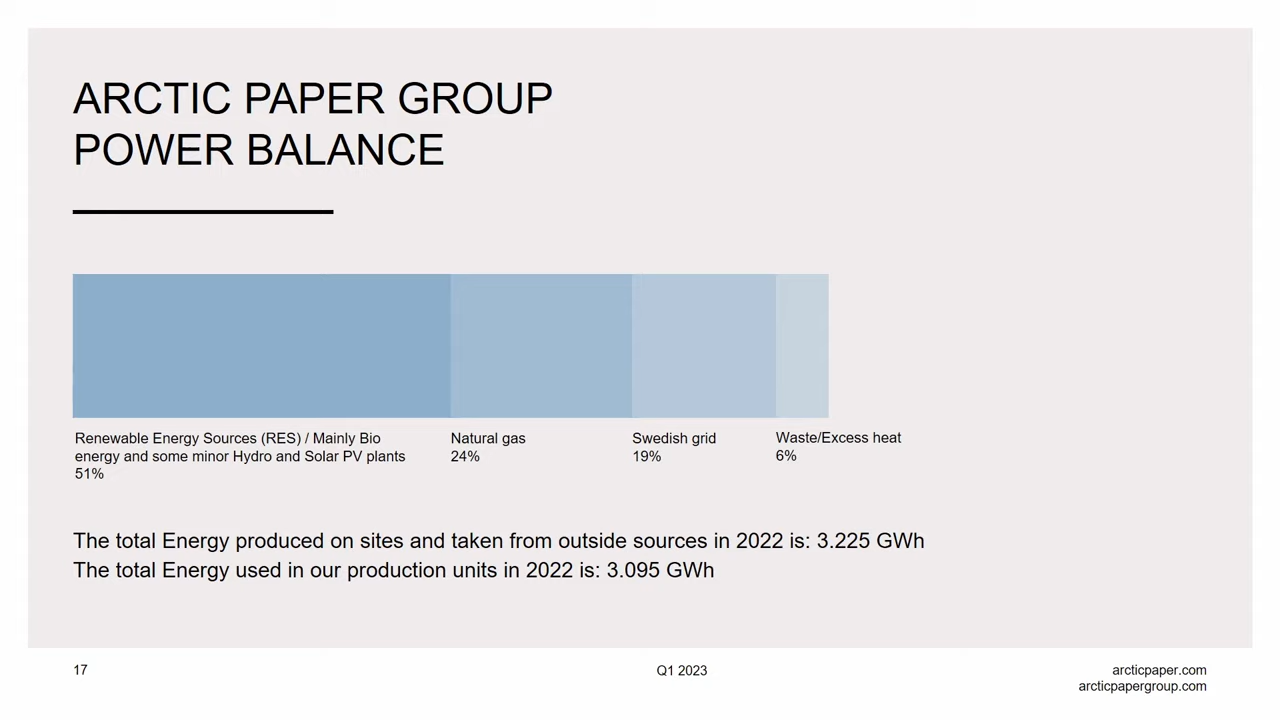 ARCTIC PAPER GROUP
POWER BALANCE
Renewable Energy Sources (RES) / Mainly Bio
energy and some minor Hydro and Solar PV plants
51%
Natural gas
24%
Swedish grid
19%
Waste/Excess heat
6%
The total Energy produced on sites and taken from outside sources in 2022 is: 3.225 GWh
The total Energy used in our production units in 2022 is: 3.095 GWh
17
Q1 2023
arcticpaper.com
arcticpapergroup.com